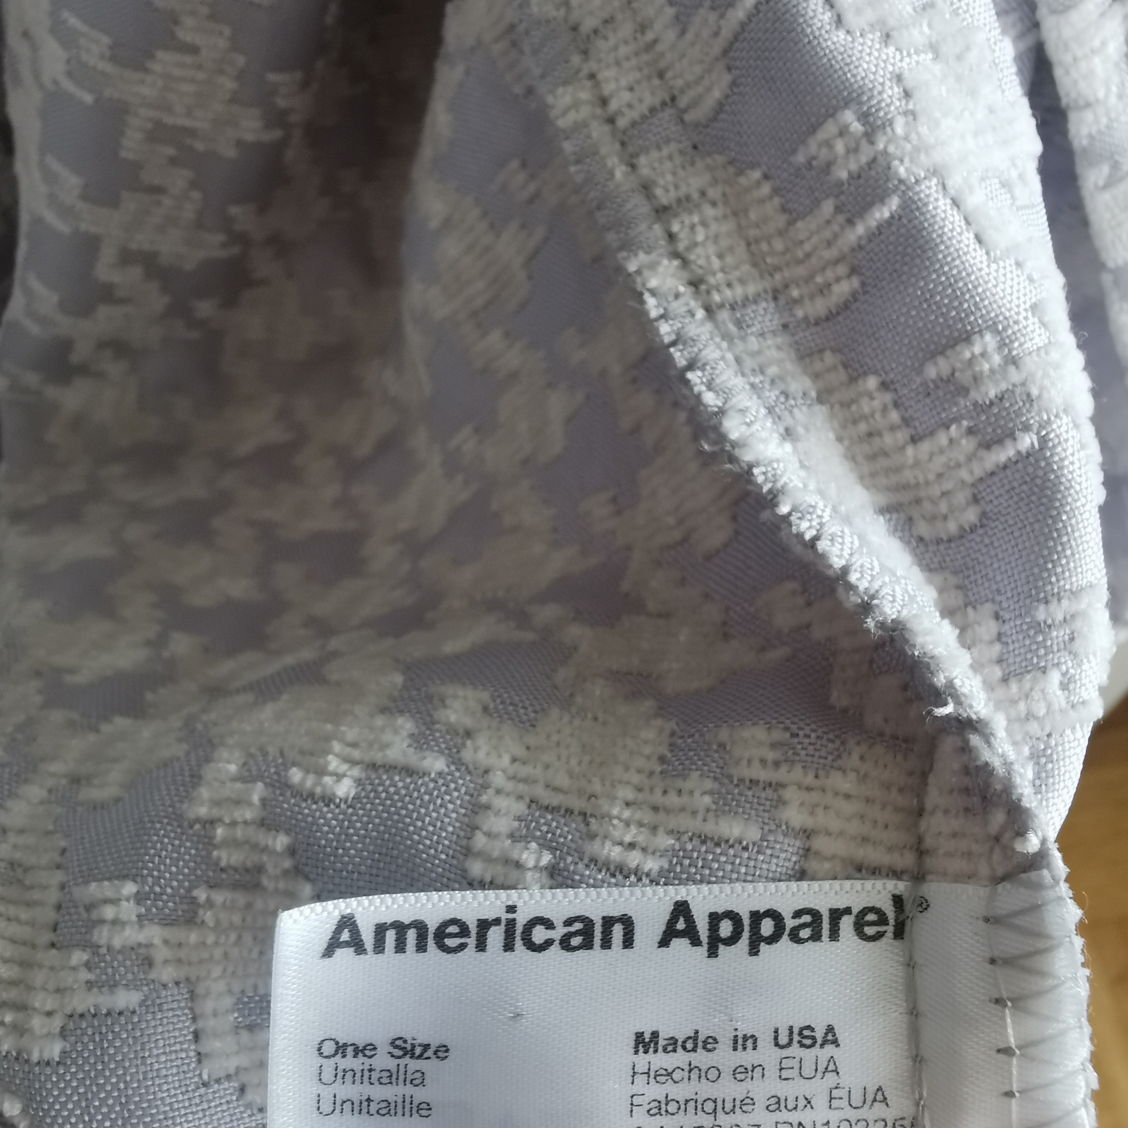 American Apparel®
One Size
Unitalla
Unitaille
Made in USA
Hecho en EUA
Fabriqué aux ÉUA